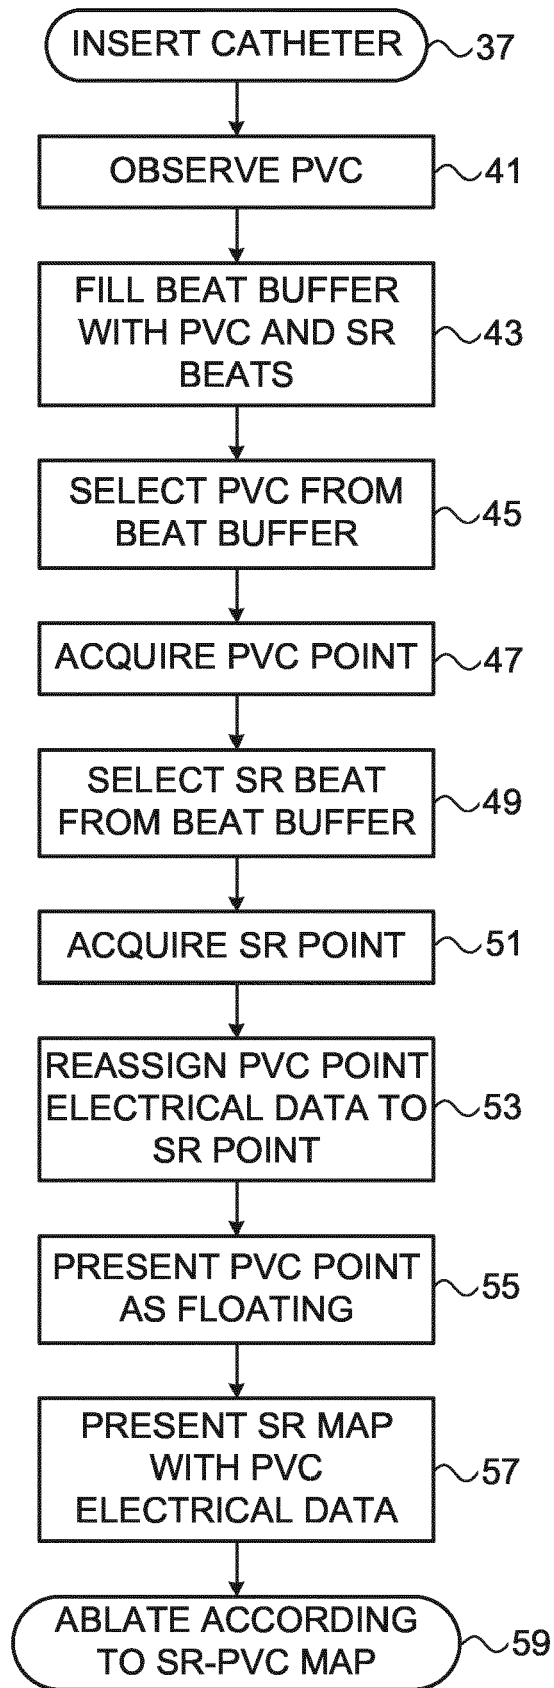 INSERT CATHETER
37
OBSERVE PVC
41
FILL BEAT BUFFER
WITH PVC AND SR
BEATS
43
SELECT PVC FROM
BEAT BUFFER
45
ACQUIRE PVC POINT
47
SELECT SR BEAT
FROM BEAT BUFFER
49
ACQUIRE SR POINT
51
REASSIGN PVC POINT
ELECTRICAL DATA TO
SR POINT
53
PRESENT PVC POINT
AS FLOATING
55
PRESENT SR MAP
WITH PVC
ELECTRICAL DATA
57
ABLATE ACCORDING
TO SR-PVC MAP
59